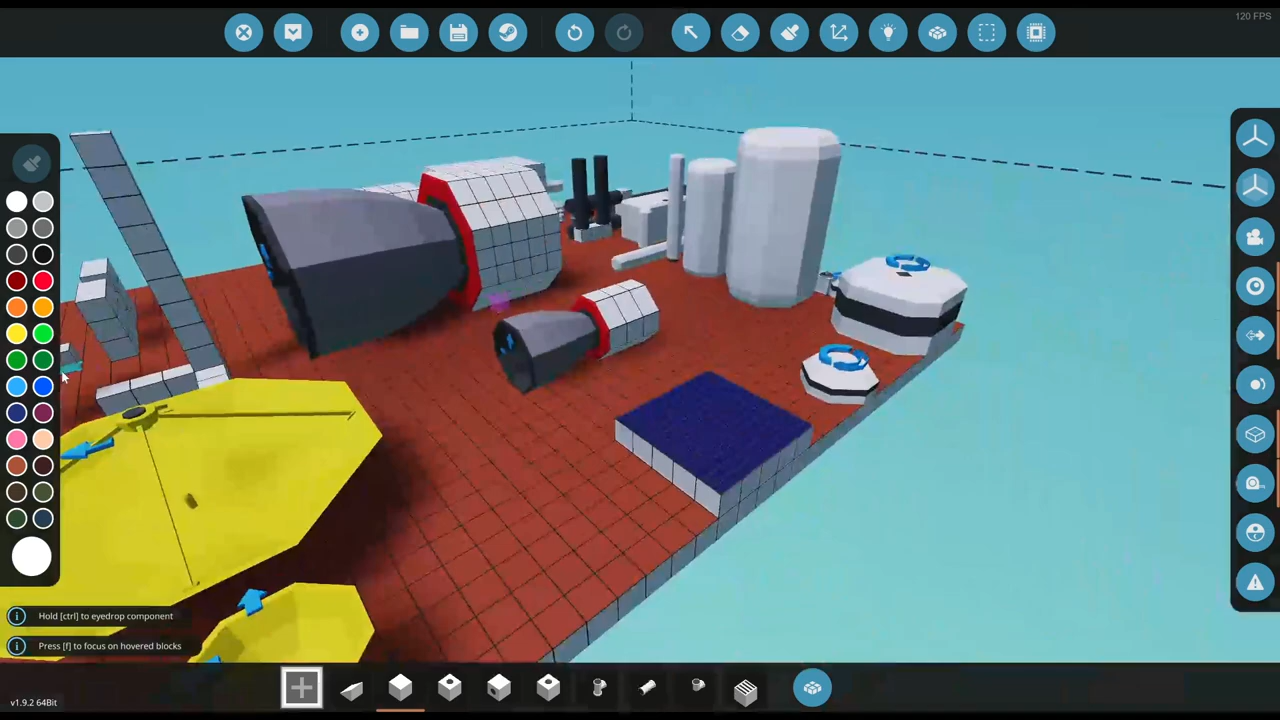 120 FPS
Hold [ctrl] to eyedrop component
Press [f] to focus on hovered blocks
v1.9.2 64Bit